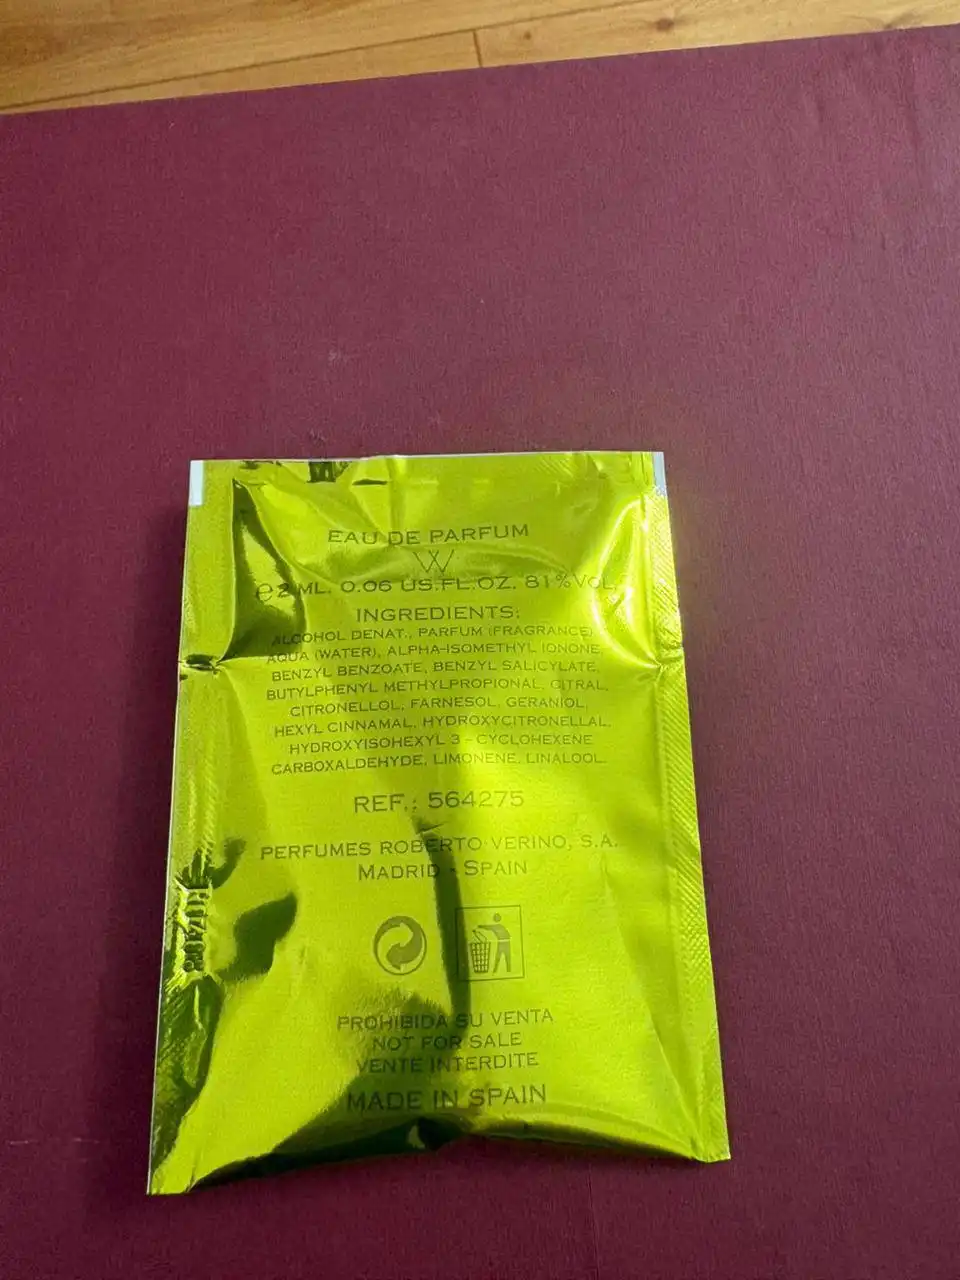 EAU DE PARFUM
W
e 2 ML. 0.06 US.FL.OZ. 81%VOL.
INGREDIENTS:
ALCOHOL DENAT., PARFUM (FRAGRANCE)
AQUA (WATER), ALPHA-ISOMETHYL IONONE,
BENZYL BENZOATE, BENZYL SALICYLATE,
BUTYLPHENYL METHYLPROPIONAL, CITRAL,
CITRONELLOL, FARNESOL, GERANIOL,
HEXYL CINNAMAL, HYDROXYCITRONELLAL,
HYDROXYISOHEXYL 3-CYCLOHEXENE
CARBOXALDEHYDE, LIMONENE, LINALOOL.
REF.: 564275
PERFUMES ROBERTO VERINO, S.A.
MADRID - SPAIN
PROHIBIDA SU VENTA
NOT FOR SALE
VENTE INTERDITE
MADE IN SPAIN